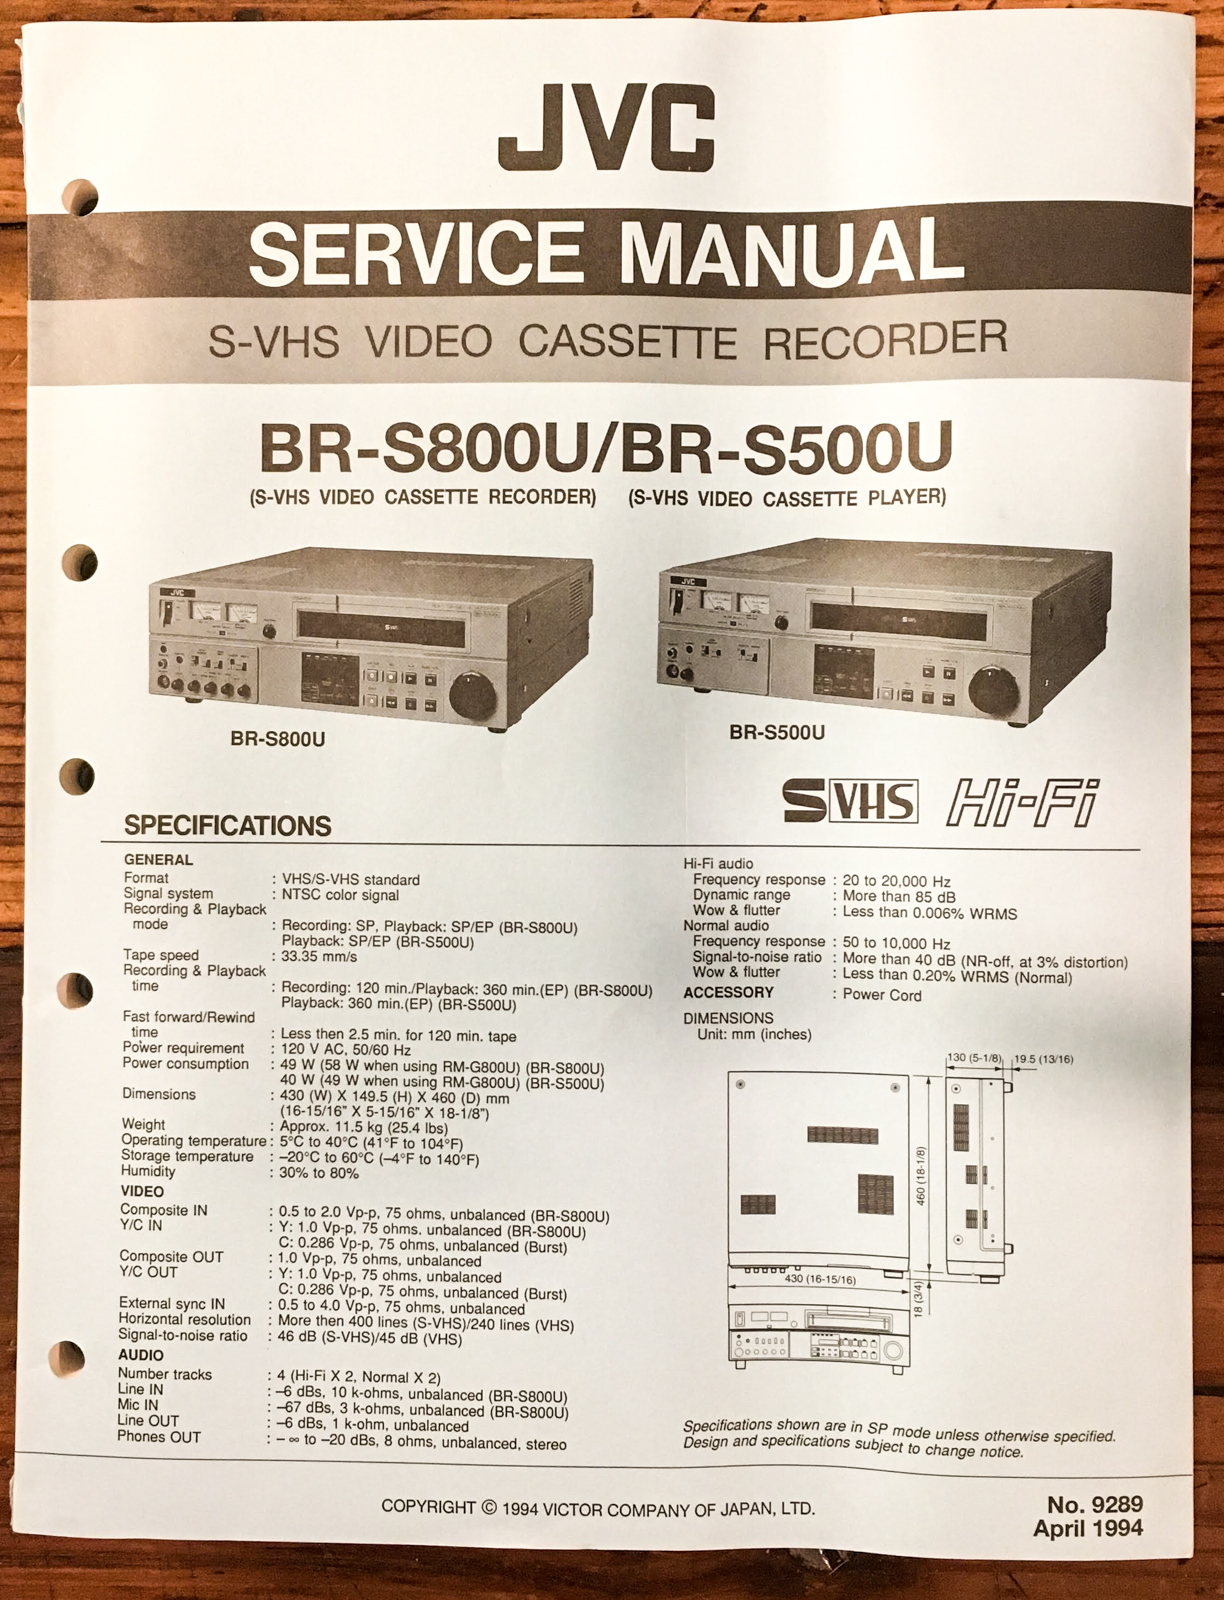 JVC
SERVICE MANUAL
S-VHS VIDEO CASSETTE RECORDER
BR-S800U/BR-S500U
(S-VHS VIDEO CASSETTE RECORDER) (S-VHS VIDEO CASSETTE PLAYER)
JVC
JVC
BR-S800U
BR-S500U
S VHS Hi-Fi
SPECIFICATIONS
GENERAL
Format : VHS/S-VHS standard
Signal system : NTSC color signal
Recording & Playback
mode : Recording: SP, Playback: SP/EP (BR-S800U)
Playback: SP/EP (BR-S500U)
Tape speed : 33.35 mm/s
Recording & Playback
time : Recording: 120 min./Playback: 360 min.(EP) (BR-S800U)
Playback: 360 min.(EP) (BR-S500U)
Fast forward/Rewind
time : Less then 2.5 min. for 120 min. tape
Power requirement : 120 V AC, 50/60 Hz
Power consumption : 49 W (58 W when using RM-G800U) (BR-S800U)
40 W (49 W when using RM-G800U) (BR-S500U)
Dimensions : 430 (W) X 149.5 (H) X 460 (D) mm
(16-15/16" X 5-15/16" X 18-1/8")
Weight : Approx. 11.5 kg (25.4 lbs)
Operating temperature : 5°C to 40°C (41°F to 104°F)
Storage temperature : –20°C to 60°C (–4°F to 140°F)
Humidity : 30% to 80%
VIDEO
Composite IN : 0.5 to 2.0 Vp-p, 75 ohms, unbalanced (BR-S800U)
Y/C IN : Y: 1.0 Vp-p, 75 ohms. unbalanced (BR-S800U)
C: 0.286 Vp-p, 75 ohms, unbalanced (Burst)
Composite OUT : 1.0 Vp-p, 75 ohms, unbalanced
Y/C OUT : Y: 1.0 Vp-p, 75 ohms, unbalanced
C: 0.286 Vp-p, 75 ohms, unbalanced (Burst)
External sync IN : 0.5 to 4.0 Vp-p, 75 ohms, unbalanced
Horizontal resolution : More then 400 lines (S-VHS)/240 lines (VHS)
Signal-to-noise ratio : 46 dB (S-VHS)/45 dB (VHS)
AUDIO
Number tracks : 4 (Hi-Fi X 2, Normal X 2)
Line IN : –6 dBs, 10 k-ohms, unbalanced (BR-S800U)
Mic IN : –67 dBs, 3 k-ohms, unbalanced (BR-S800U)
Line OUT : –6 dBs, 1 k-ohm, unbalanced
Phones OUT : – ∞ to –20 dBs, 8 ohms, unbalanced, stereo
Hi-Fi audio
Frequency response : 20 to 20,000 Hz
Dynamic range : More than 85 dB
Wow & flutter : Less than 0.006% WRMS
Normal audio
Frequency response : 50 to 10,000 Hz
Signal-to-noise ratio : More than 40 dB (NR-off, at 3% distortion)
Wow & flutter : Less than 0.20% WRMS (Normal)
ACCESSORY : Power Cord
DIMENSIONS
Unit: mm (inches)
130 (5-1/8) 19.5 (13/16)
460 (18-1/8)
430 (16-15/16)
18 (3/4)
Specifications shown are in SP mode unless otherwise specified.
Design and specifications subject to change notice.
COPYRIGHT © 1994 VICTOR COMPANY OF JAPAN, LTD.
No. 9289
April 1994